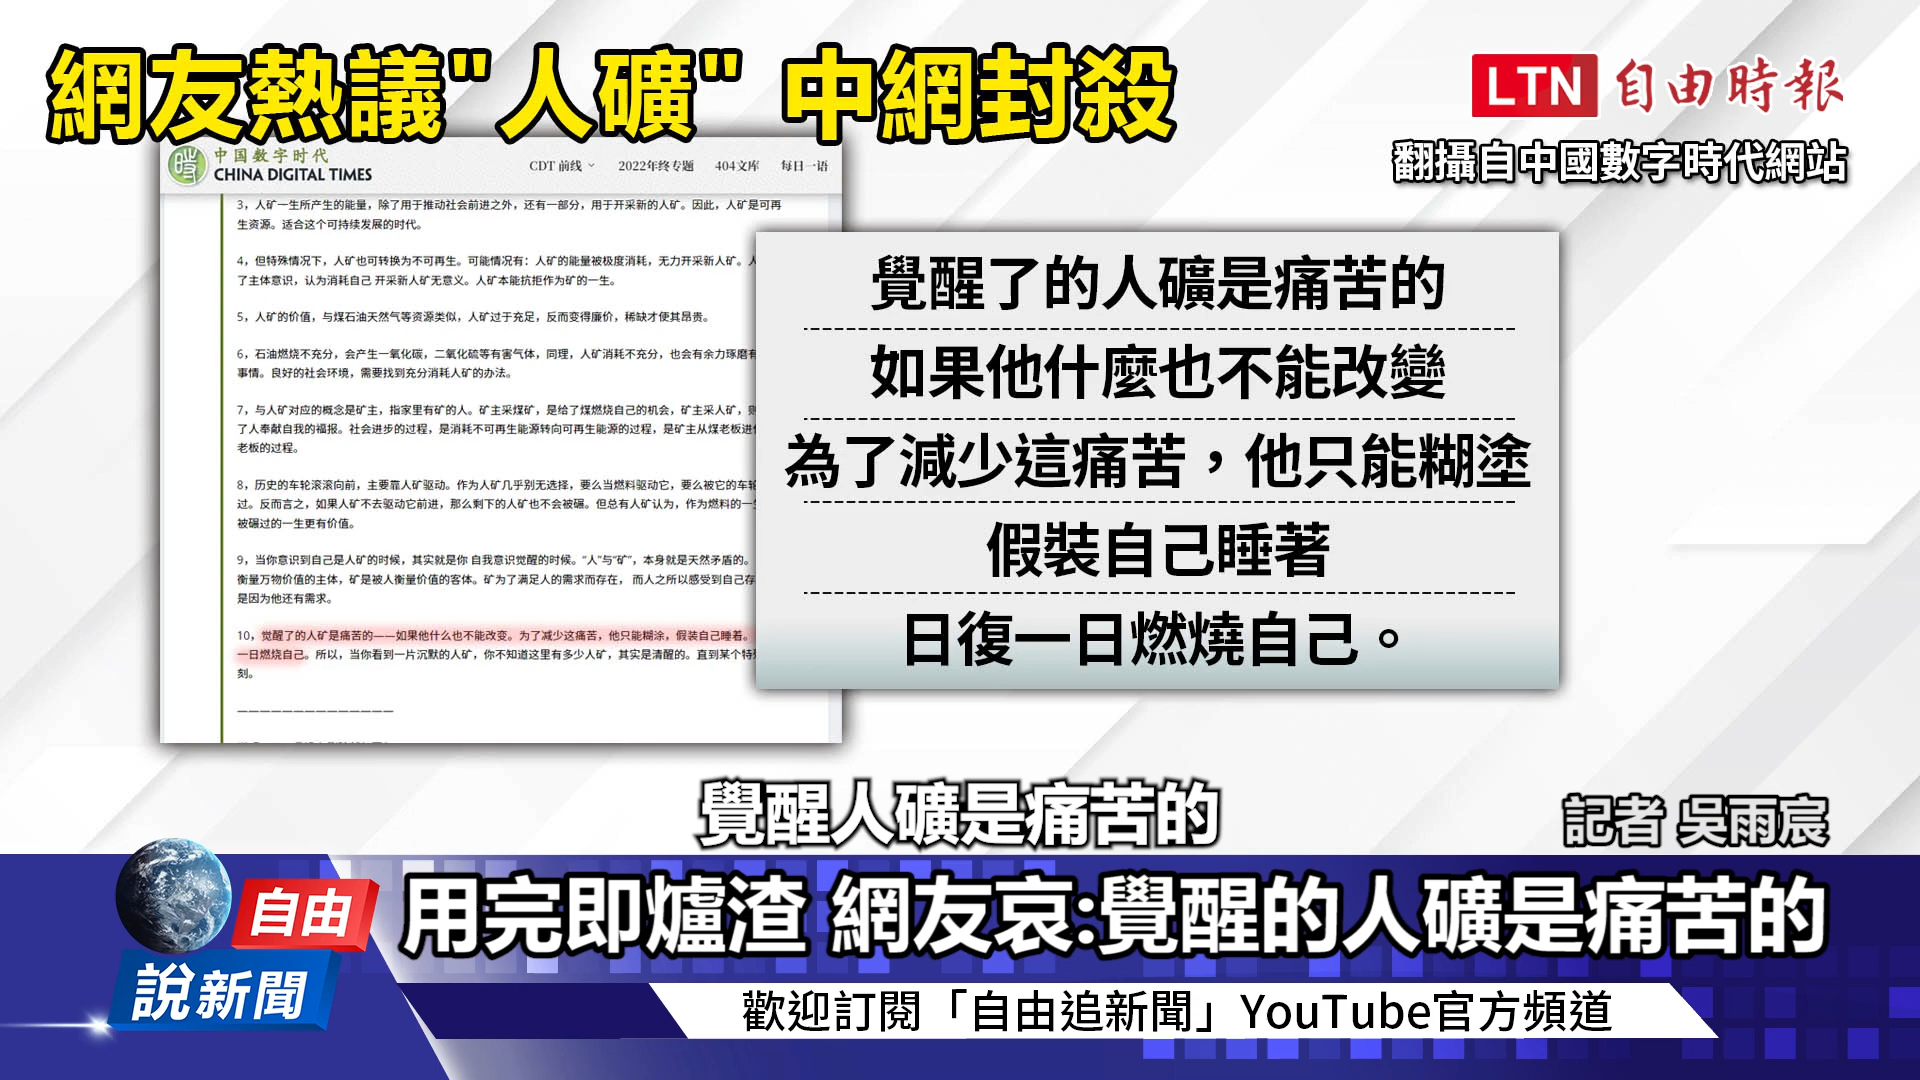 網友熱議"人礦" 中網封殺
LTN 自由時報
翻攝自中國數字時代網站
中国数字时代
CHINA DIGITAL TIMES
CDT 前线 2022年终专题 404文库 每日一语
3，人矿一生所产生的能量，除了用于推动社会前进之外，还有一部分，用于开采新的人矿。因此，人矿是可再
生资源。适合这个可持续发展的时代。
4，但特殊情况下，人矿也可转换为不可再生。可能情况有：人矿的能量被极度消耗，无力开采新人矿。
了主体意识，认为消耗自己 开采新人矿无意义。人矿本能抗拒作为矿的一生。
5，人矿的价值，与煤石油天然气等资源类似，人矿过于充足，反而变得廉价，稀缺才使其昂贵。
6，石油燃烧不充分，会产生一氧化碳，二氧化硫等有害气体，同理，人矿消耗不充分，也会有余力琢磨
事情。良好的社会环境，需要找到充分消耗人矿的办法。
7，与人矿对应的概念是矿主，指家里有矿的人。矿主采煤矿，是给了煤燃烧自己的机会，矿主采人矿，
了人奉献自我的福报。社会进步的过程，是消耗不可再生能源转向可再生能源的过程，是矿主从煤老板进
老板的过程。
8，历史的车轮滚滚向前，主要靠人矿驱动。作为人矿几乎别无选择，要么当燃料驱动它，要么被它的车轮
过。反而言之，如果人矿不去驱动它前进，那么剩下的人矿也不会被碾。但总有人矿认为，作为燃料的一
被碾过的一生更有价值。
9，当你意识到自己是人矿的时候，其实就是你 自我意识觉醒的时候。“人”与“矿”，本身就是天然矛盾的。
衡量万物价值的主体，矿是被人衡量价值的客体。矿为了满足人的需求而存在， 而人之所以感受到自己存
是因为他还有需求。
10，觉醒了的人矿是痛苦的——如果他什么也不能改变。为了减少这痛苦，他只能糊涂，假装自己睡着。
一日燃烧自己。所以，当你看到一片沉默的人矿，你不知道这里有多少人矿，其实是清醒的。直到某个特
刻。
——————————————
覺醒了的人礦是痛苦的
如果他什麼也不能改變
為了減少這痛苦，他只能糊塗
假裝自己睡著
日復一日燃燒自己。
覺醒人礦是痛苦的
記者 吳雨宸
自由
說新聞
用完即爐渣 網友哀:覺醒的人礦是痛苦的
歡迎訂閱「自由追新聞」YouTube官方頻道